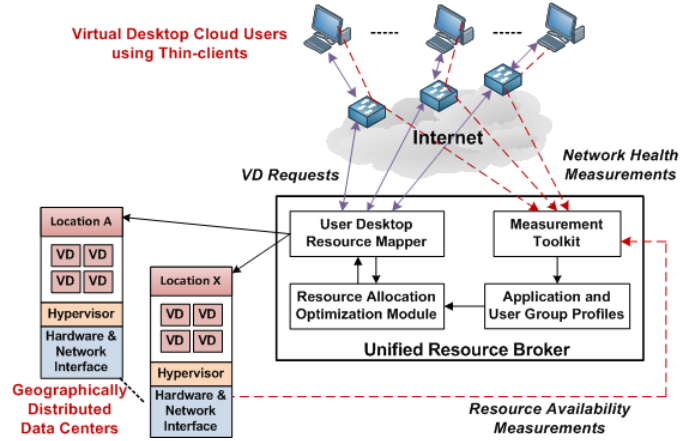 Virtual Desktop Cloud Users
using Thin-clients
Internet
VD Requests
Network Health
Measurements
User Desktop
Resource Mapper
Measurement
Toolkit
Resource Allocation
Optimization Module
Application and
User Group Profiles
Unified Resource Broker
Location A
VD VD
VD VD
Hypervisor
Hardware &
Network
Interface
Location X
VD VD
VD VD
Hypervisor
Hardware &
Network
Interface
Geographically
Distributed
Data Centers
Resource Availability
Measurements